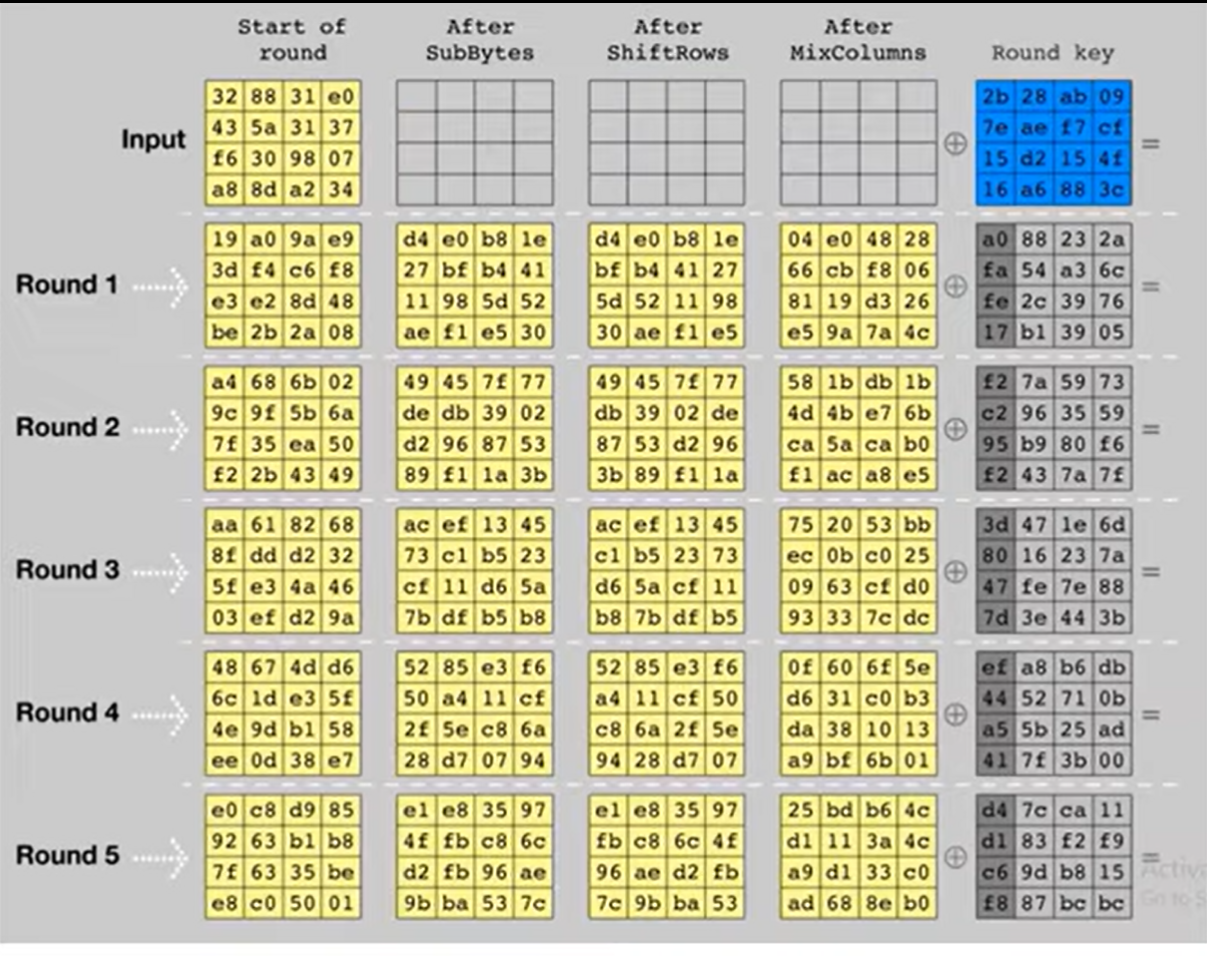 Start of round After SubBytes After ShiftRows After MixColumns Round key
Input
32 88 31 e0 2b 28 ab 09
43 5a 31 37 7e ae f7 cf
f6 30 98 07 ⊕ 15 d2 15 4f =
a8 8d a2 34 16 a6 88 3c
Round 1
19 a0 9a e9 d4 e0 b8 1e d4 e0 b8 1e 04 e0 48 28 a0 88 23 2a
3d f4 c6 f8 27 bf b4 41 bf b4 41 27 66 cb f8 06 fa 54 a3 6c
e3 e2 8d 48 11 98 5d 52 5d 52 11 98 81 19 d3 26 ⊕ fe 2c 39 76 =
be 2b 2a 08 ae f1 e5 30 30 ae f1 e5 e5 9a 7a 4c 17 b1 39 05
Round 2
a4 68 6b 02 49 45 7f 77 49 45 7f 77 58 1b db 1b f2 7a 59 73
9c 9f 5b 6a de db 39 02 db 39 02 de 4d 4b e7 6b c2 96 35 59
7f 35 ea 50 d2 96 87 53 87 53 d2 96 ca 5a ca b0 ⊕ 95 b9 80 f6 =
f2 2b 43 49 89 f1 1a 3b 3b 89 f1 1a f1 ac a8 e5 f2 43 7a 7f
Round 3
aa 61 82 68 ac ef 13 45 ac ef 13 45 75 20 53 bb 3d 47 1e 6d
8f dd d2 32 73 c1 b5 23 c1 b5 23 73 ec 0b c0 25 80 16 23 7a
5f e3 4a 46 cf 11 d6 5a d6 5a cf 11 09 63 cf d0 ⊕ 47 fe 7e 88 =
03 ef d2 9a 7b df b5 b8 b8 7b df b5 93 33 7c dc 7d 3e 44 3b
Round 4
48 67 4d d6 52 85 e3 f6 52 85 e3 f6 0f 60 6f 5e ef a8 b6 db
6c 1d e3 5f 50 a4 11 cf a4 11 cf 50 d6 31 c0 b3 44 52 71 0b
4e 9d b1 58 2f 5e c8 6a c8 6a 2f 5e da 38 10 13 ⊕ a5 5b 25 ad =
ee 0d 38 e7 28 d7 07 94 94 28 d7 07 a9 bf 6b 01 41 7f 3b 00
Round 5
e0 c8 d9 85 e1 e8 35 97 e1 e8 35 97 25 bd b6 4c d4 7c ca 11
92 63 b1 b8 4f fb c8 6c fb c8 6c 4f d1 11 3a 4c d1 83 f2 f9
7f 63 35 be d2 fb 96 ae 96 ae d2 fb a9 d1 33 c0 ⊕ c6 9d b8 15 =
e8 c0 50 01 9b ba 53 7c 7c 9b ba 53 ad 68 8e b0 f8 87 bc bc
Activa
Go to S